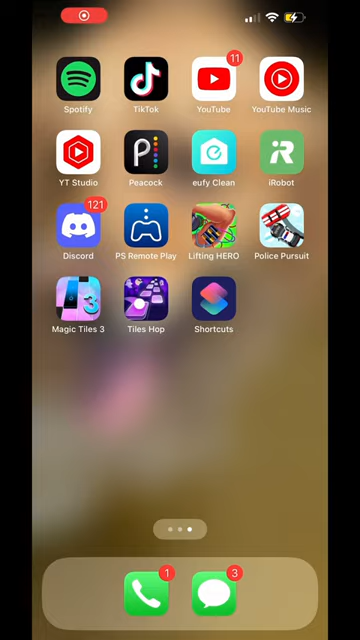 11
Spotify TikTok YouTube YouTube Music
P
YT Studio Peacock eufy Clean iRobot
121
Discord PS Remote Play Lifting HERO Police Pursuit
3
Magic Tiles 3 Tiles Hop Shortcuts
1 3